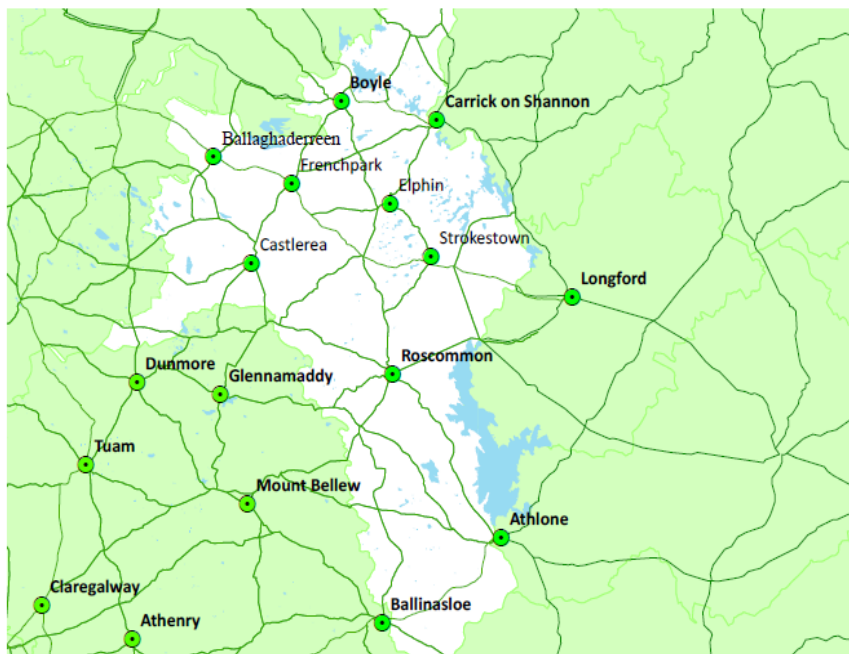 Boyle
Carrick on Shannon
Ballaghaderreen
Frenchpark
Elphin
Castlerea
Strokestown
Longford
Dunmore
Glennamaddy
Roscommon
Tuam
Mount Bellew
Athlone
Claregalway
Ballinasloe
Athenry